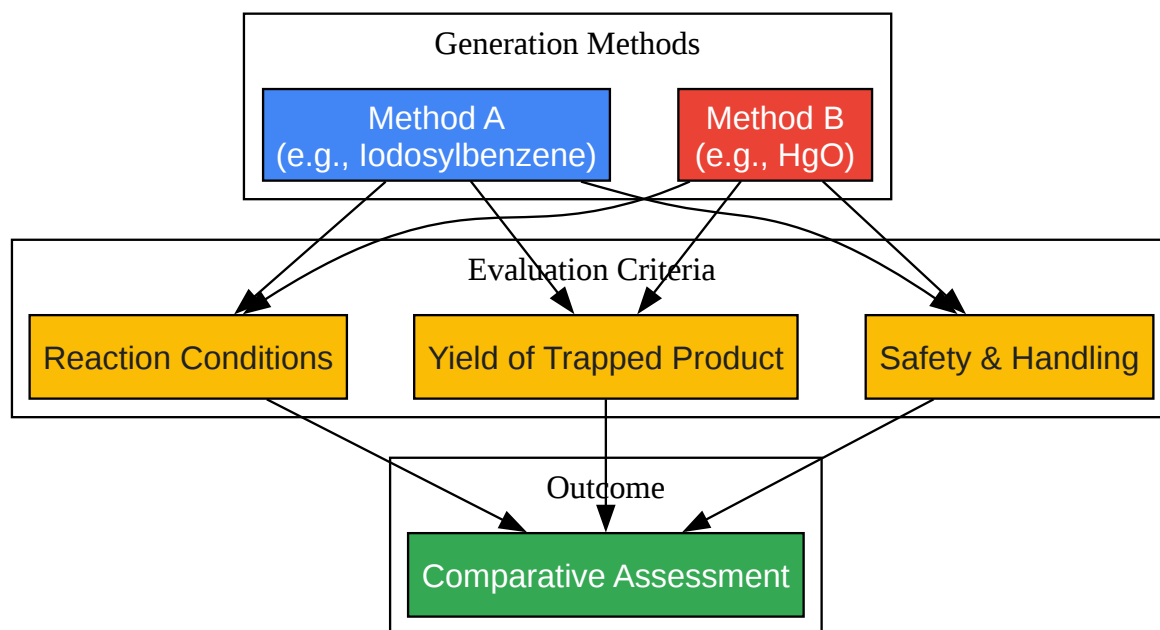 Generation Methods
Method A
(e.g., Iodosylbenzene)
Method B
(e.g., HgO)
Evaluation Criteria
Reaction Conditions
Yield of Trapped Product
Safety & Handling
Outcome
Comparative Assessment